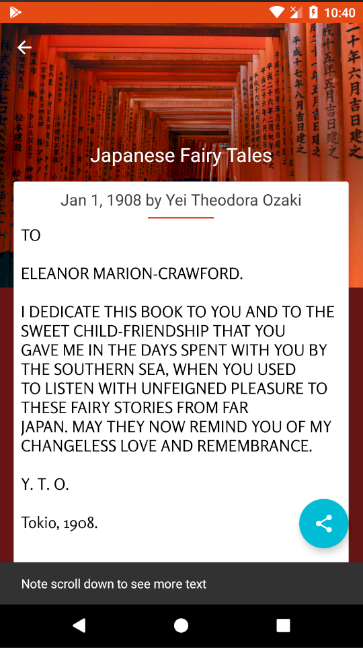 10:40
Japanese Fairy Tales
Jan 1, 1908 by Yei Theodora Ozaki
TO
ELEANOR MARION-CRAWFORD.
I DEDICATE THIS BOOK TO YOU AND TO THE
SWEET CHILD-FRIENDSHIP THAT YOU
GAVE ME IN THE DAYS SPENT WITH YOU BY
THE SOUTHERN SEA, WHEN YOU USED
TO LISTEN WITH UNFEIGNED PLEASURE TO
THESE FAIRY STORIES FROM FAR
JAPAN. MAY THEY NOW REMIND YOU OF MY
CHANGELESS LOVE AND REMEMBRANCE.
Y. T. O.
Tokio, 1908.
Note scroll down to see more text